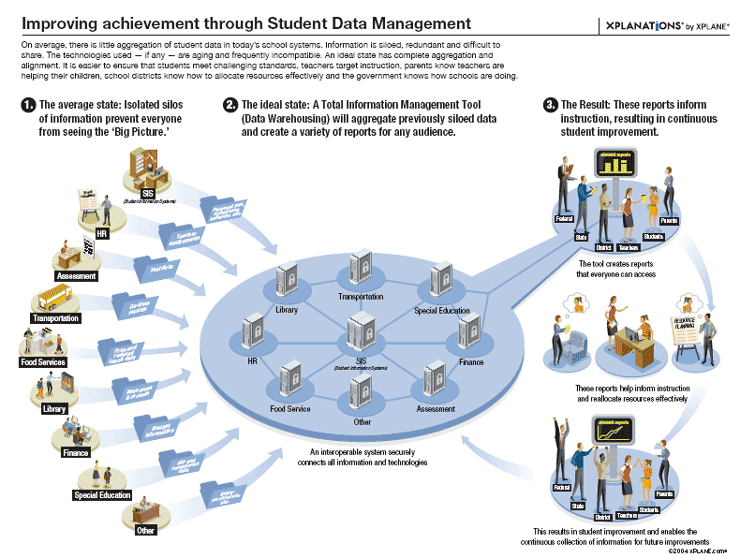 Improving achievement through Student Data Management
XPLANATiONS® by XPLANE®
On average, there is little aggregation of student data in today's school systems. Information is siloed, redundant and difficult to
share. The technologies used — if any — are aging and frequently incompatible. An ideal state has complete aggregation and
alignment. It is easier to ensure that students meet challenging standards, teachers target instruction, parents know teachers are
helping their children, school districts know how to allocate resources effectively and the government knows how schools are doing.
1. The average state: Isolated silos
of information prevent everyone
from seeing the 'Big Picture.'
2. The ideal state: A Total Information Management Tool
(Data Warehousing) will aggregate previously siloed data
and create a variety of reports for any audience.
3. The Result: These reports inform
instruction, resulting in continuous
student improvement.
SIS
(Student Information Systems)
HR
Assessment
Test data
Transportation
Food Services
Library
Finance
Budget
information
Special Education
Other
Library
Transportation
Special Education
HR
SIS
(Student Information Systems)
Finance
Food Service
Other
Assessment
An interoperable system securely
connects all information and technologies
Federal
State
District
Teachers
Students
Parents
The tool creates reports
that everyone can access
RESOURCE
PLANNING
These reports help inform instruction
and reallocate resources effectively
Federal
State
District
Teachers
Students
Parents
This results in student improvement and enables the
continuous collection of information for future improvements
©2004 XPLANE.com®